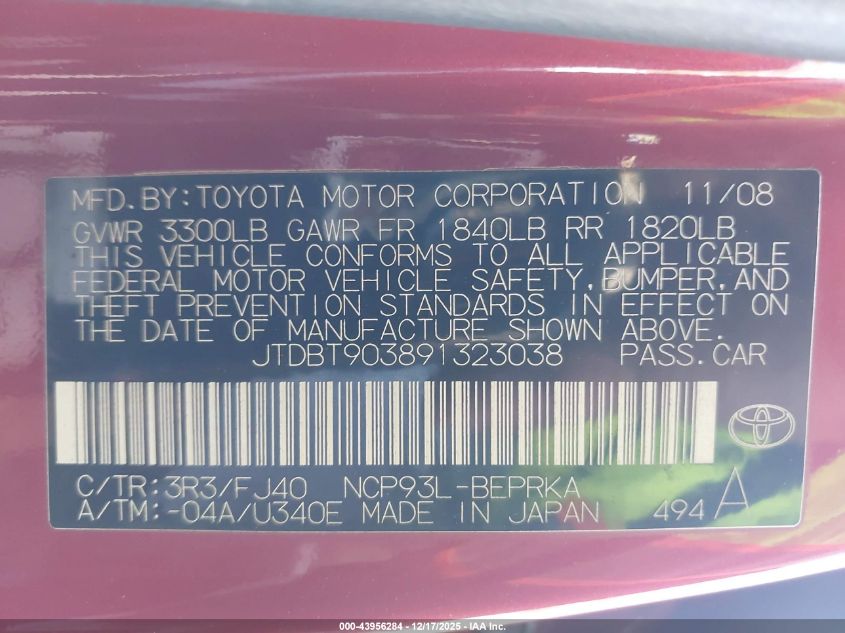 MFD.BY:TOYOTA MOTOR CORPORATION 11/08
GVWR 3300LB GAWR FR 1840LB RR 1820LB
THIS VEHICLE CONFORMS TO ALL APPLICABLE
FEDERAL MOTOR VEHICLE SAFETY,BUMPER,AND
THEFT PREVENTION STANDARDS IN EFFECT ON
THE DATE OF MANUFACTURE SHOWN ABOVE.
JTDBT903891323038 PASS.CAR
C/TR:3R3/FJ40 NCP93L-BEPRKA
A/TM:-04A/U340E MADE IN JAPAN 494 A
000-43956284 - 12/17/2025 - IAA Inc.